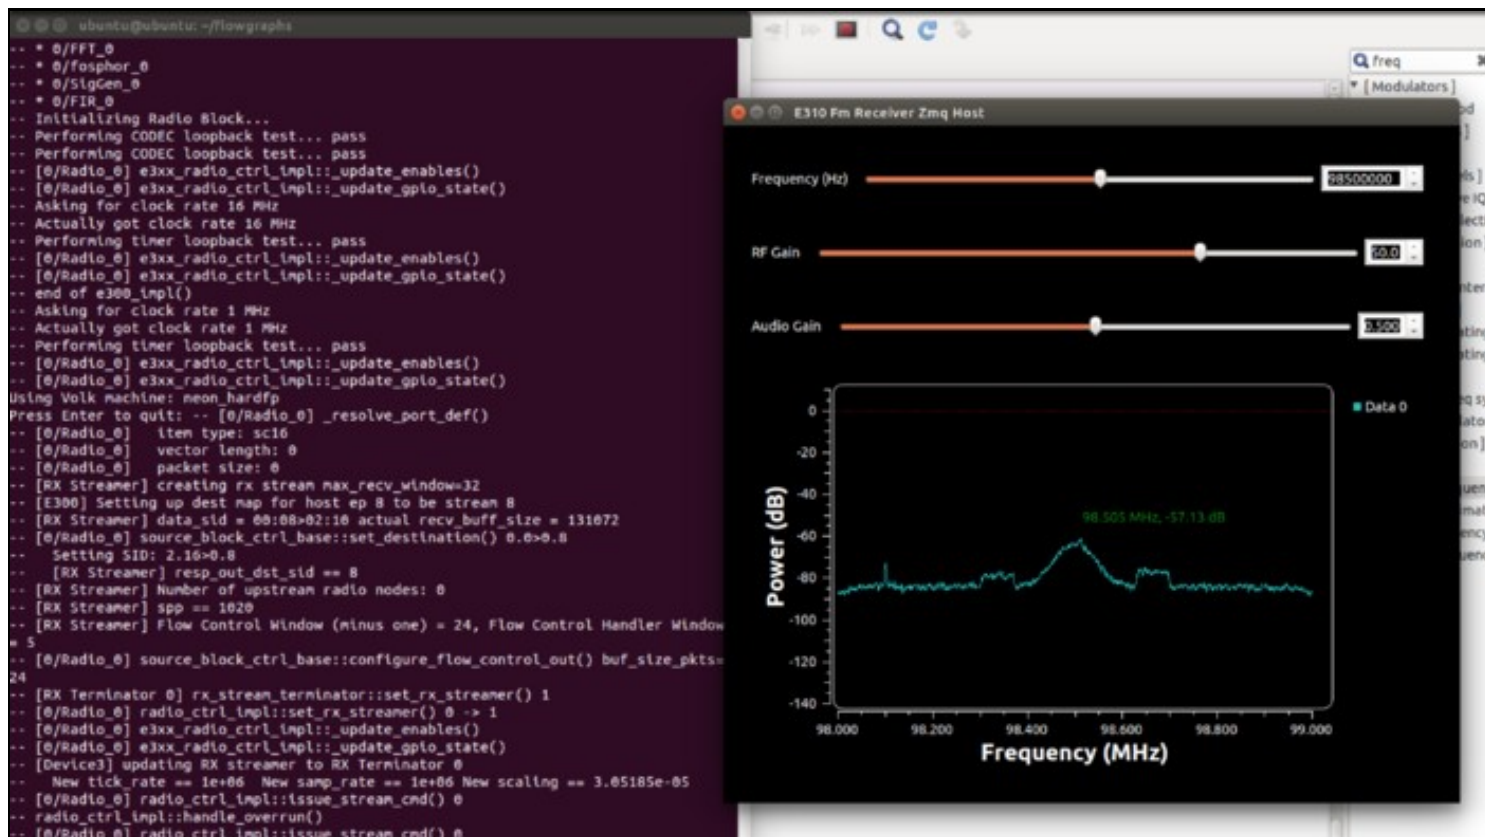 ubuntu@ubuntu: ~/flowgraphs
-- * 0/FFT_0
-- * 0/fosphor_0
-- * 0/SigGen_0
-- * 0/FIR_0
-- Initializing Radio Block...
-- Performing CODEC loopback test... pass
-- Performing CODEC loopback test... pass
-- [0/Radio_0] e3xx_radio_ctrl_impl::_update_enables()
-- [0/Radio_0] e3xx_radio_ctrl_impl::_update_gpio_state()
-- Asking for clock rate 16 MHz
-- Actually got clock rate 16 MHz
-- Performing timer loopback test... pass
-- [0/Radio_0] e3xx_radio_ctrl_impl::_update_enables()
-- [0/Radio_0] e3xx_radio_ctrl_impl::_update_gpio_state()
-- end of e300_impl()
-- Asking for clock rate 1 MHz
-- Actually got clock rate 1 MHz
-- Performing timer loopback test... pass
-- [0/Radio_0] e3xx_radio_ctrl_impl::_update_enables()
-- [0/Radio_0] e3xx_radio_ctrl_impl::_update_gpio_state()
Using Volk machine: neon_hardfp
Press Enter to quit: -- [0/Radio_0] _resolve_port_def()
-- [0/Radio_0] item type: sc16
-- [0/Radio_0] vector length: 0
-- [0/Radio_0] packet size: 0
-- [RX Streamer] creating rx stream max_recv_window=32
-- [E300] Setting up dest map for host ep 8 to be stream 8
-- [RX Streamer] data_sid = 00:08>02:10 actual recv_buff_size = 131072
-- [0/Radio_0] source_block_ctrl_base::set_destination() 0.0>0.8
-- Setting SID: 2.16>0.8
-- [RX Streamer] resp_out_dst_sid == 8
-- [RX Streamer] Number of upstream radio nodes: 0
-- [RX Streamer] spp == 1020
-- [RX Streamer] Flow Control Window (minus one) = 24, Flow Control Handler Window
= 5
-- [0/Radio_0] source_block_ctrl_base::configure_flow_control_out() buf_size_pkts=
24
-- [RX Terminator 0] rx_stream_terminator::set_rx_streamer() 1
-- [0/Radio_0] radio_ctrl_impl::set_rx_streamer() 0 -> 1
-- [0/Radio_0] e3xx_radio_ctrl_impl::_update_enables()
-- [0/Radio_0] e3xx_radio_ctrl_impl::_update_gpio_state()
-- [Device3] updating RX streamer to RX Terminator 0
-- New tick_rate == 1e+06 New samp_rate == 1e+06 New scaling == 3.05185e-05
-- [0/Radio_0] radio_ctrl_impl::issue_stream_cmd() 0
-- radio_ctrl_impl::handle_overrun()
-- [0/Radio_0] radio_ctrl_impl::issue_stream_cmd() 0
freq
[ Modulators ]
E310 Fm Receiver Zmq Host
Frequency (Hz) 98500000
RF Gain 50.0
Audio Gain 0.500
Data 0
0
-20
-40
-60
-80
-100
-120
-140
Power (dB)
98.505 MHz, -57.13 dB
98.000 98.200 98.400 98.600 98.800 99.000
Frequency (MHz)